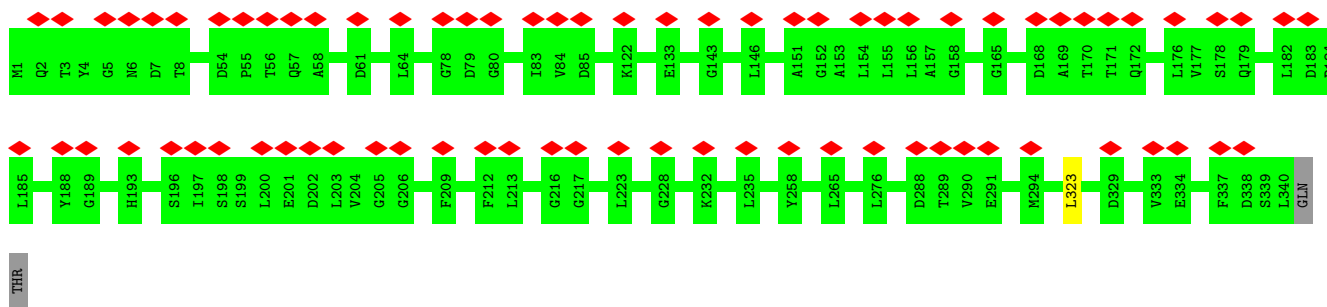 M1 Q2 T3 Y4 G5 N6 D7 T8 D54 P55 T56 Q57 A58 D61 L64 G78 D79 G80 I83 V84 D85 K122 E133 G143 L146 A151 G152 A153 L154 L155 L156 A157 G158 G165 D168 A169 T170 T171 Q172 L176 V177 S178 Q179 L182 D183
L185 Y188 G189 H193 S196 I197 S198 S199 L200 E201 D202 L203 V204 G205 G206 F209 F212 L213 G216 G217 L223 G228 K232 L235 Y258 L265 L276 D288 T289 V290 E291 M294 L323 D329 V333 E334 F337 D338 S339 L340 GLN
THR